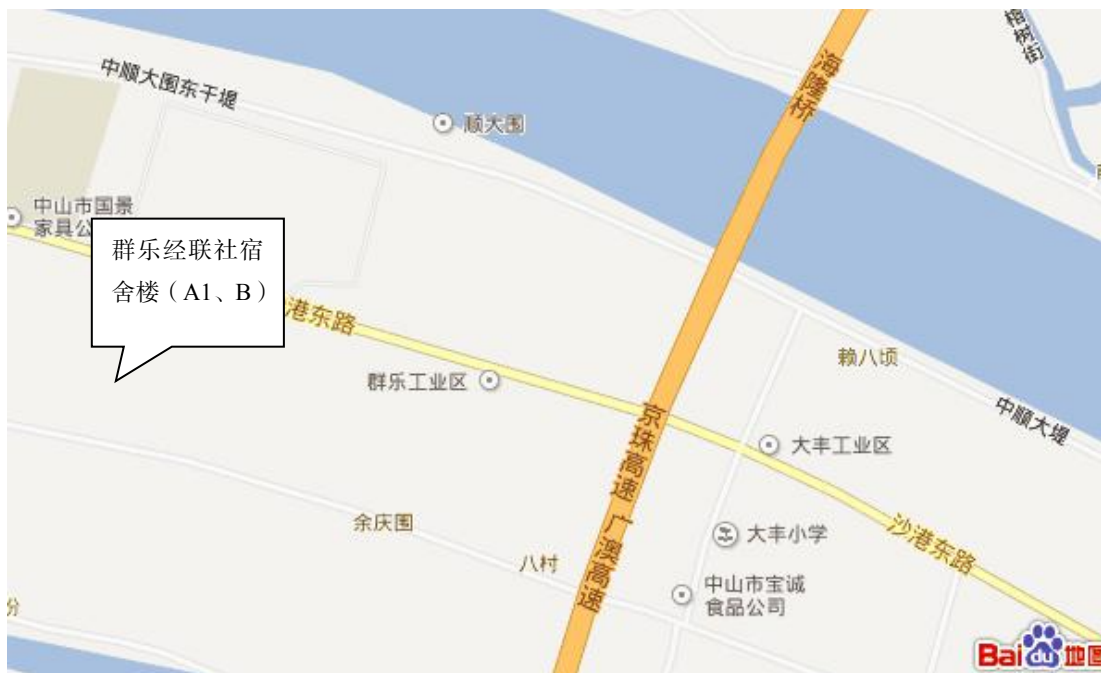 榕树街
海隆桥
中顺大围东干堤
顺大围
中山市国景
家具公
群乐经联社宿
舍楼（A1、B）
港东路
赖八顷
群乐工业区
中顺大堤
京珠高速 广澳高速
大丰工业区
余庆围
大丰小学
沙港东路
八村
中山市宝诚
食品公司
Baidu地图